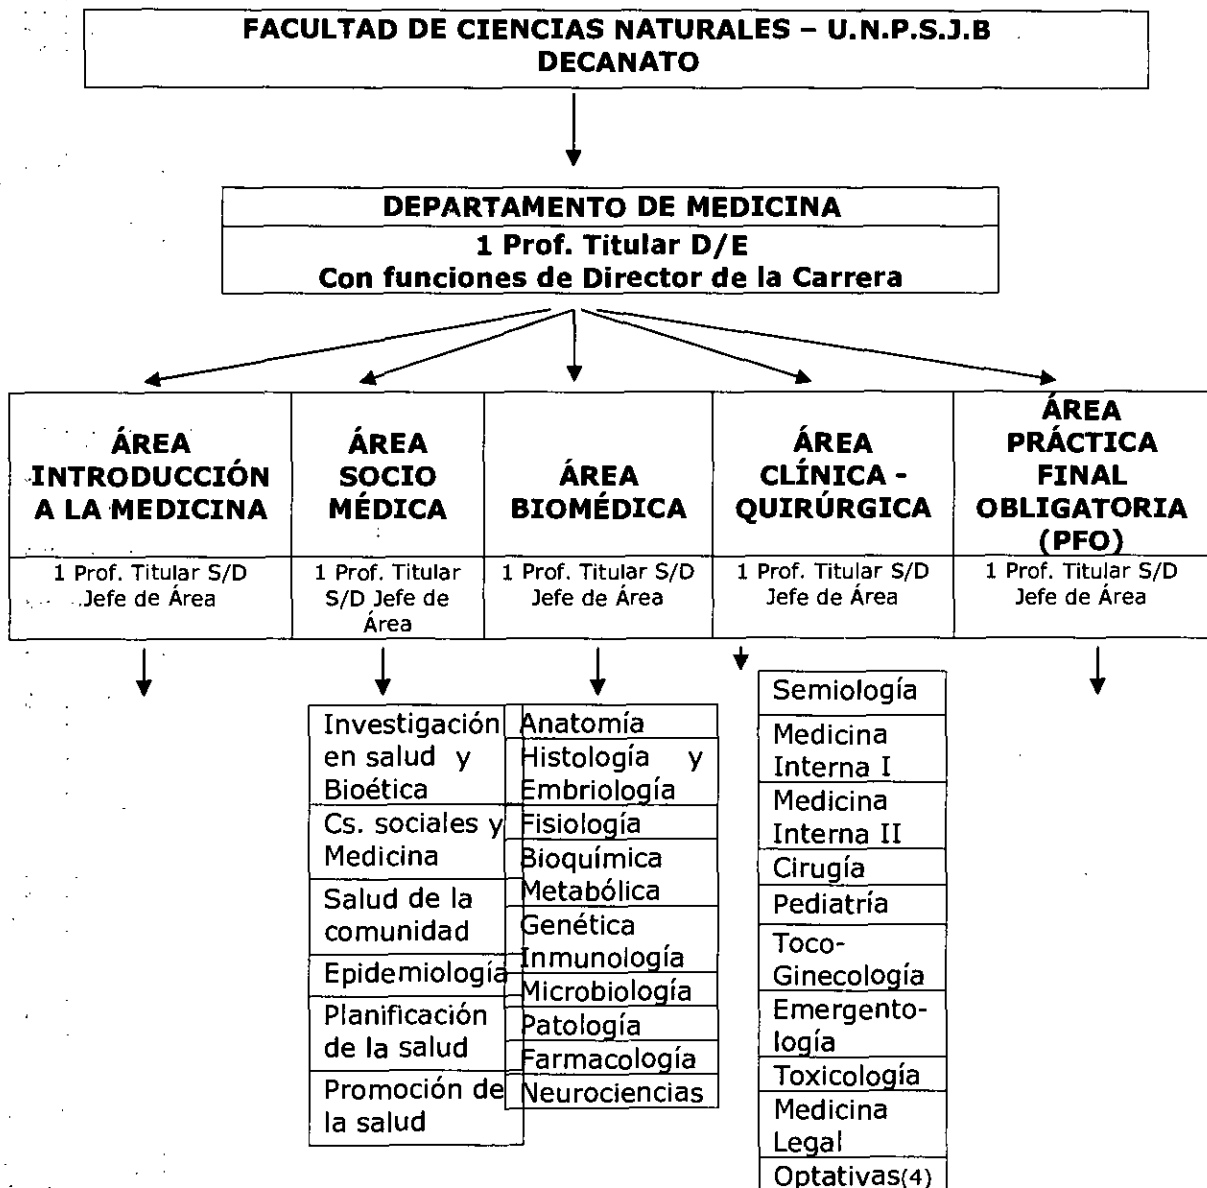 FACULTAD DE CIENCIAS NATURALES – U.N.P.S.J.B
DECANATO
DEPARTAMENTO DE MEDICINA
1 Prof. Titular D/E
Con funciones de Director de la Carrera
ÁREA
INTRODUCCIÓN
A LA MEDICINA
1 Prof. Titular S/D
Jefe de Área
ÁREA
SOCIO
MÉDICA
1 Prof. Titular
S/D Jefe de
Área
ÁREA
BIOMÉDICA
1 Prof. Titular S/D
Jefe de Área
ÁREA
CLÍNICA -
QUIRÚRGICA
1 Prof. Titular S/D
Jefe de Área
ÁREA
PRÁCTICA
FINAL
OBLIGATORIA
(PFO)
1 Prof. Titular S/D
Jefe de Área
Investigación
en salud y
Bioética
Cs. sociales y
Medicina
Salud de la
comunidad
Epidemiología
Planificación
de la salud
Promoción de
la salud
Anatomía
Histología y
Embriología
Fisiología
Bioquímica
Metabólica
Genética
Inmunología
Microbiología
Patología
Farmacología
Neurociencias
Semiología
Medicina
Interna I
Medicina
Interna II
Cirugía
Pediatría
Toco-
Ginecología
Emergento-
logía
Toxicología
Medicina
Legal
Optativas(4)